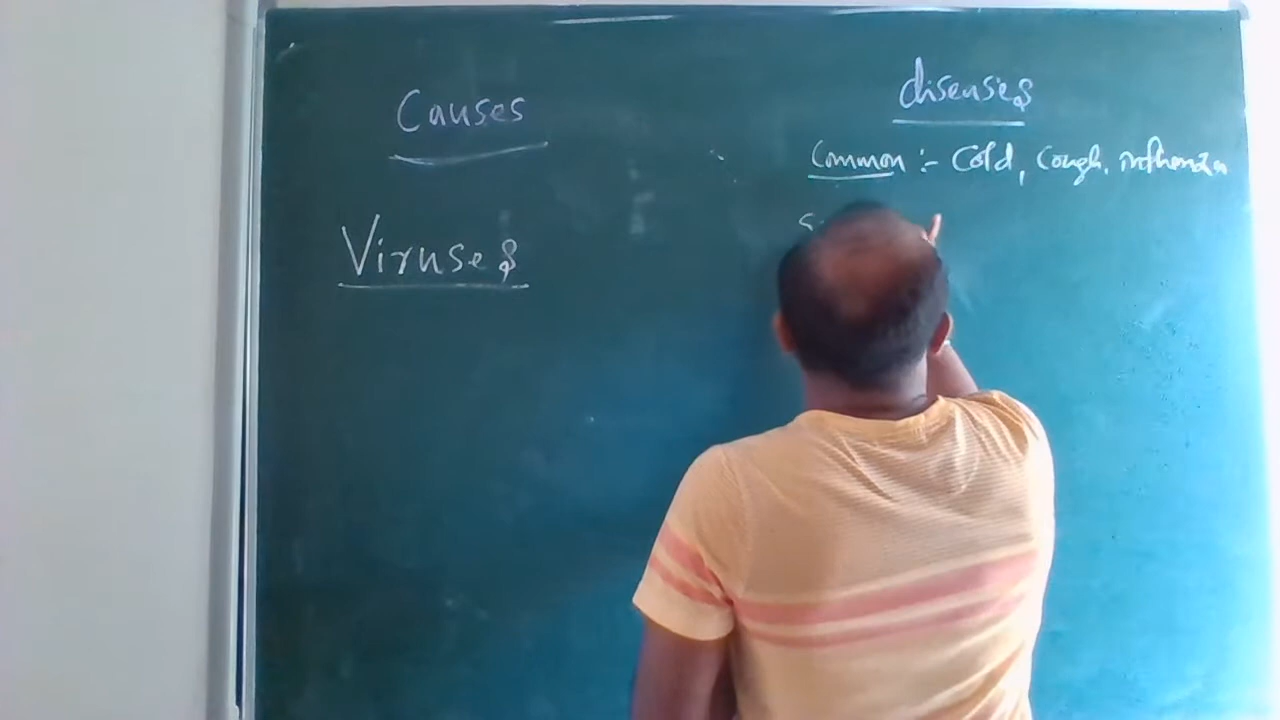 Causes
diseases
Common :- Cold, Cough, influenza
Viruses